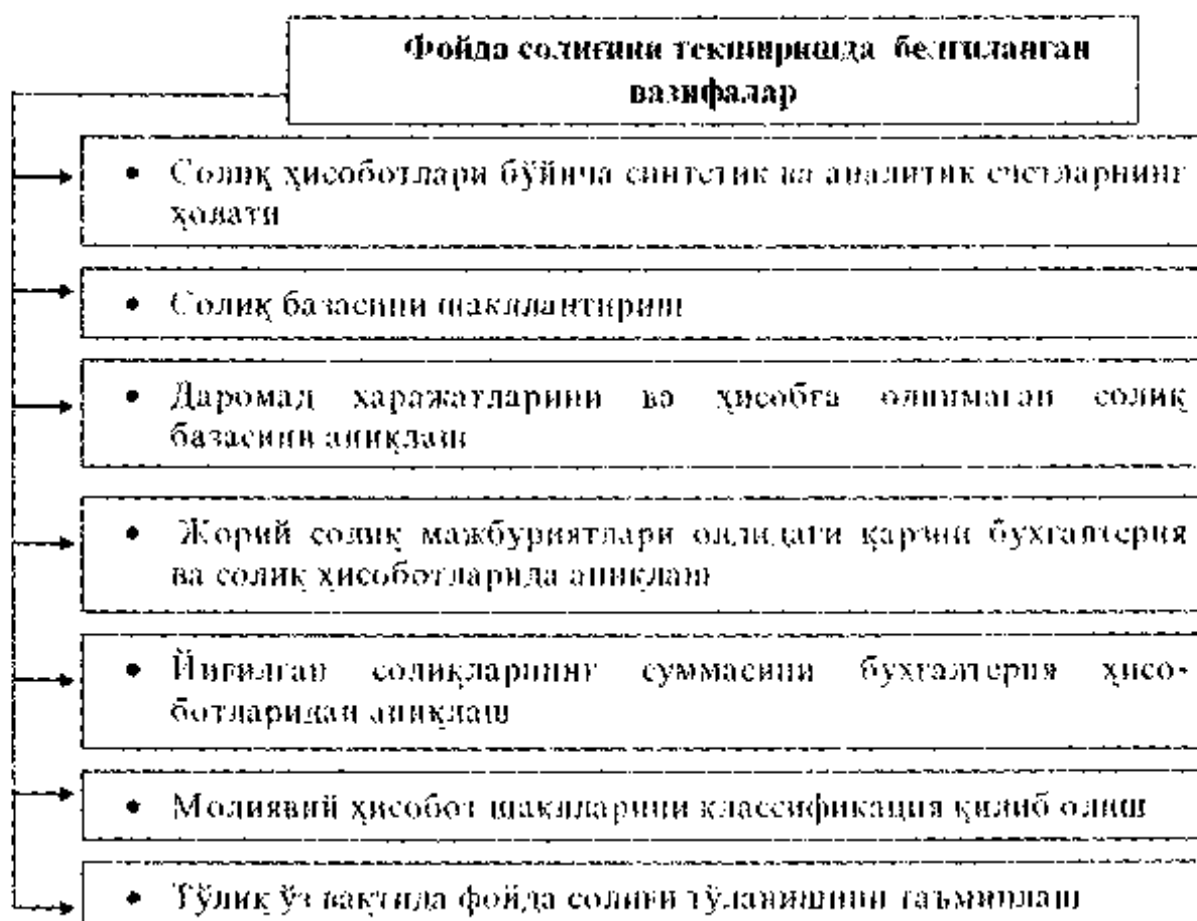 Фойда солиғини текширишда белгиланган
вазифалар
• Солиқ ҳисоботлари бўйича синтетик ва аналитик счетларнинг
ҳолати
• Солиқ базасини шакллантириш
• Даромад харажатларини ва ҳисобга олинмаган солиқ
базасини аниқлаш
• Жорий солиқ мажбуриятлари олдидаги қарзни бухгалтерия
ва солиқ ҳисоботларида аниқлаш
• Йиғилган солиқларнинг суммасини бухгалтерия ҳисо-
ботларидан аниқлаш
• Молиявий ҳисобот шаклларини классификация қилиб олиш
• Тўлиқ ўз вақтида фойда солиғи тўланишини таъминлаш